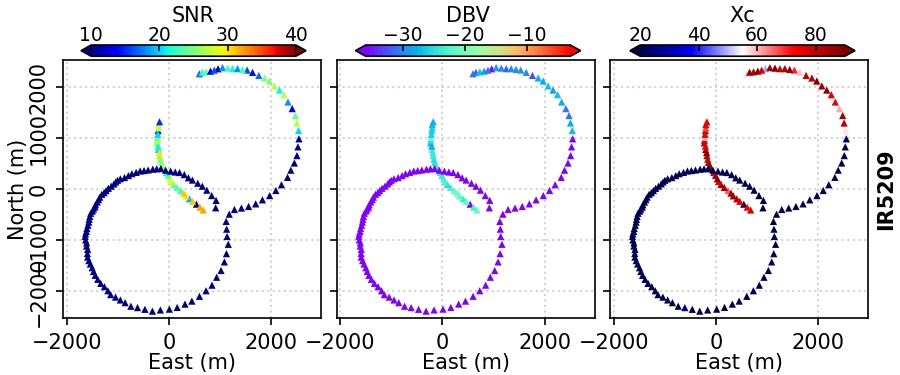 SNR DBV Xc
10 20 30 40 −30 −20 −10 20 40 60 80
2000
1000
0
−1000
−2000
North (m)
IR5209
−2000 0 2000 −2000 0 2000 −2000 0 2000
East (m) East (m) East (m)